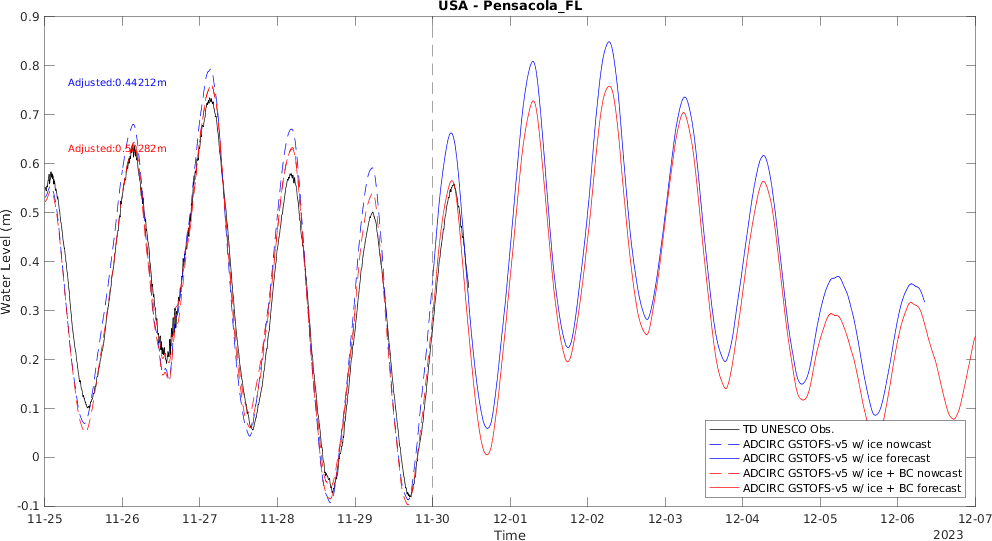 USA - Pensacola_FL
0.9
0.8
0.7
0.6
0.5
0.4
0.3
0.2
0.1
0
-0.1
Water Level (m)
Adjusted:0.44212m
TD UNESCO Obs.
ADCIRC GSTOFS-v5 w/ ice nowcast
ADCIRC GSTOFS-v5 w/ ice forecast
ADCIRC GSTOFS-v5 w/ ice + BC nowcast
ADCIRC GSTOFS-v5 w/ ice + BC forecast
11-25 11-26 11-27 11-28 11-29 11-30 12-01 12-02 12-03 12-04 12-05 12-06 12-07
Time
2023